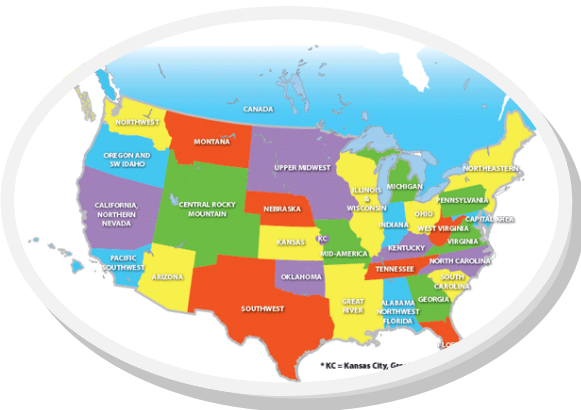 CANADA
NORTHWEST
MONTANA
OREGON AND
SW IDAHO
UPPER MIDWEST
NORTHEASTERN
MICHIGAN
ILLINOIS
&
WISCONSIN
PENNSYLVANIA
CENTRAL ROCKY
MOUNTAIN
NEBRASKA
CALIFORNIA,
NORTHERN
NEVADA
OHIO
CAPITAL AREA
INDIANA
WEST VIRGINIA
VIRGINIA
KANSAS
KC
MID-AMERICA
KENTUCKY
NORTH CAROLINA
PACIFIC
SOUTHWEST
ARIZONA
OKLAHOMA
TENNESSEE
SOUTH
CAROLINA
SOUTHWEST
GREAT
RIVER
ALABAMA
NORTHWEST
FLORIDA
GEORGIA
* KC = Kansas City,